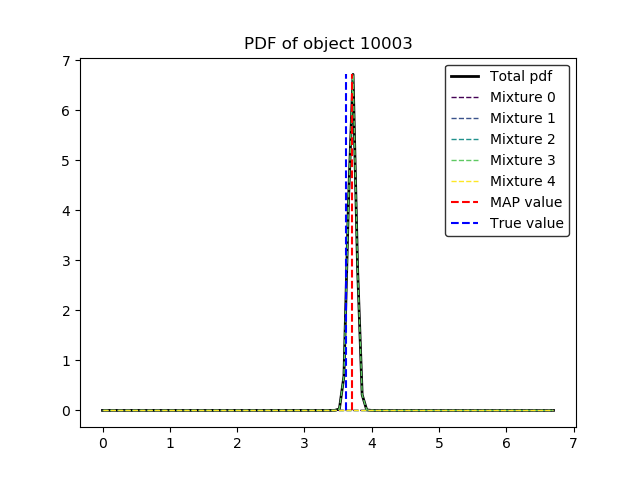 PDF of object 10003
7
6
5
4
3
2
1
0
0 1 2 3 4 5 6 7
Total pdf
Mixture 0
Mixture 1
Mixture 2
Mixture 3
Mixture 4
MAP value
True value